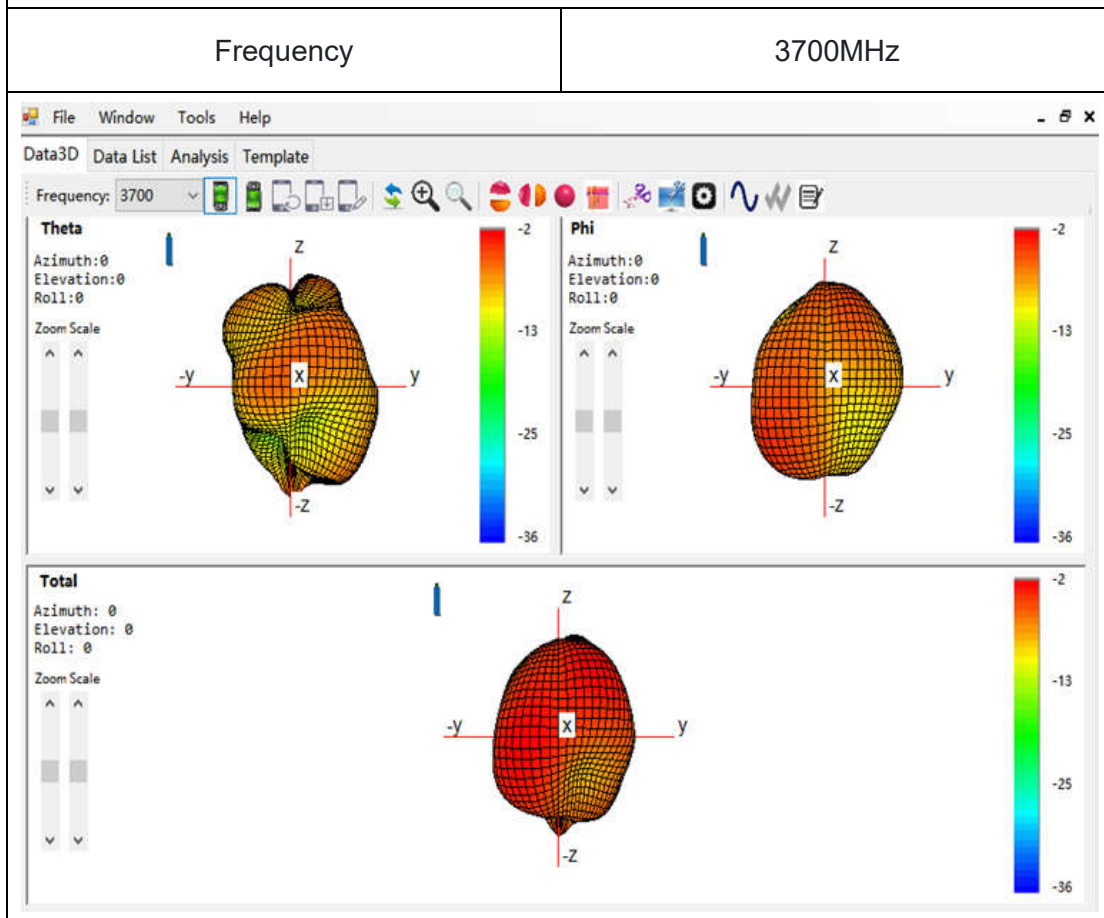 Frequency 3700MHz
File Window Tools Help
Data3D Data List Analysis Template
Frequency: 3700
Theta
Azimuth:0
Elevation:0
Roll:0
Zoom Scale
z
-y
X
y
-z
-2
-13
-25
-36
Phi
Azimuth:0
Elevation:0
Roll:0
Zoom Scale
z
-y
X
y
-z
-2
-13
-25
-36
Total
Azimuth: 0
Elevation: 0
Roll: 0
Zoom Scale
z
-y
X
y
-z
-2
-13
-25
-36